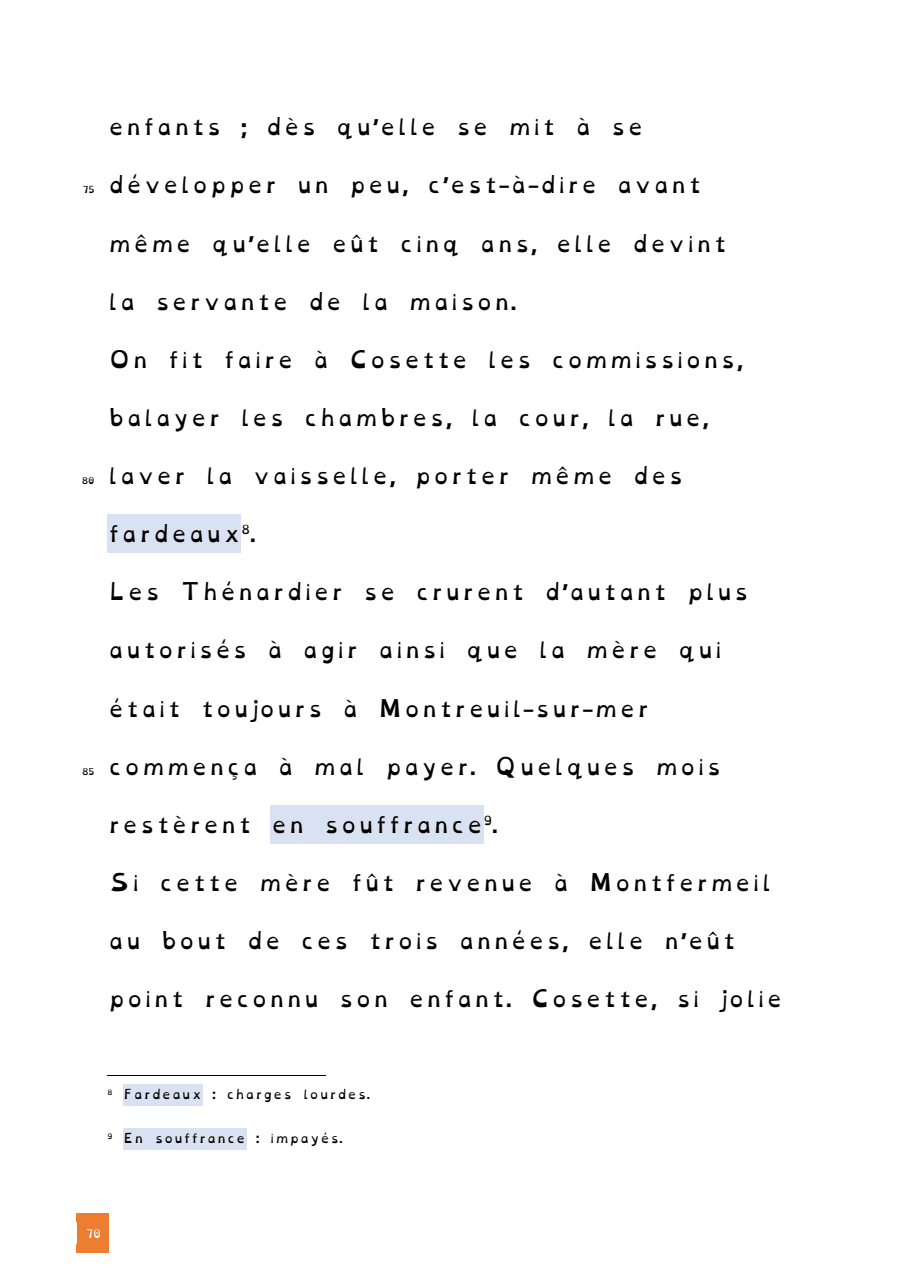 enfants ; dès qu'elle se mit à se
75 développer un peu, c'est-à-dire avant
même qu'elle eût cinq ans, elle devint
la servante de la maison.
On fit faire à Cosette les commissions,
balayer les chambres, la cour, la rue,
80 laver la vaisselle, porter même des
fardeaux⁸.
Les Thénardier se crurent d'autant plus
autorisés à agir ainsi que la mère qui
était toujours à Montreuil-sur-mer
85 commença à mal payer. Quelques mois
restèrent en souffrance⁹.
Si cette mère fût revenue à Montfermeil
au bout de ces trois années, elle n'eût
point reconnu son enfant. Cosette, si jolie
⁸ Fardeaux : charges lourdes.
⁹ En souffrance : impayés.
70